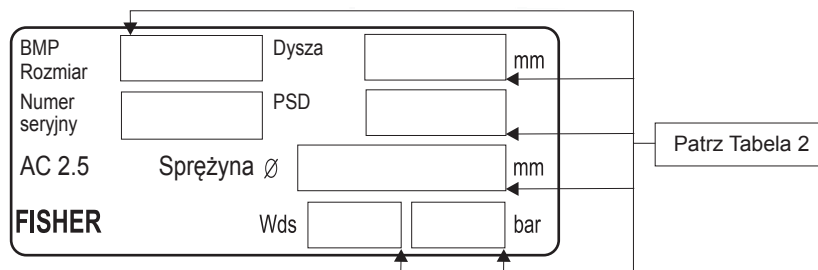 BMP Dysza
Rozmiar mm
Numer PSD
seryjny
AC 2.5 Sprężyna Ø mm
FISHER Wds bar
Patrz Tabela 2